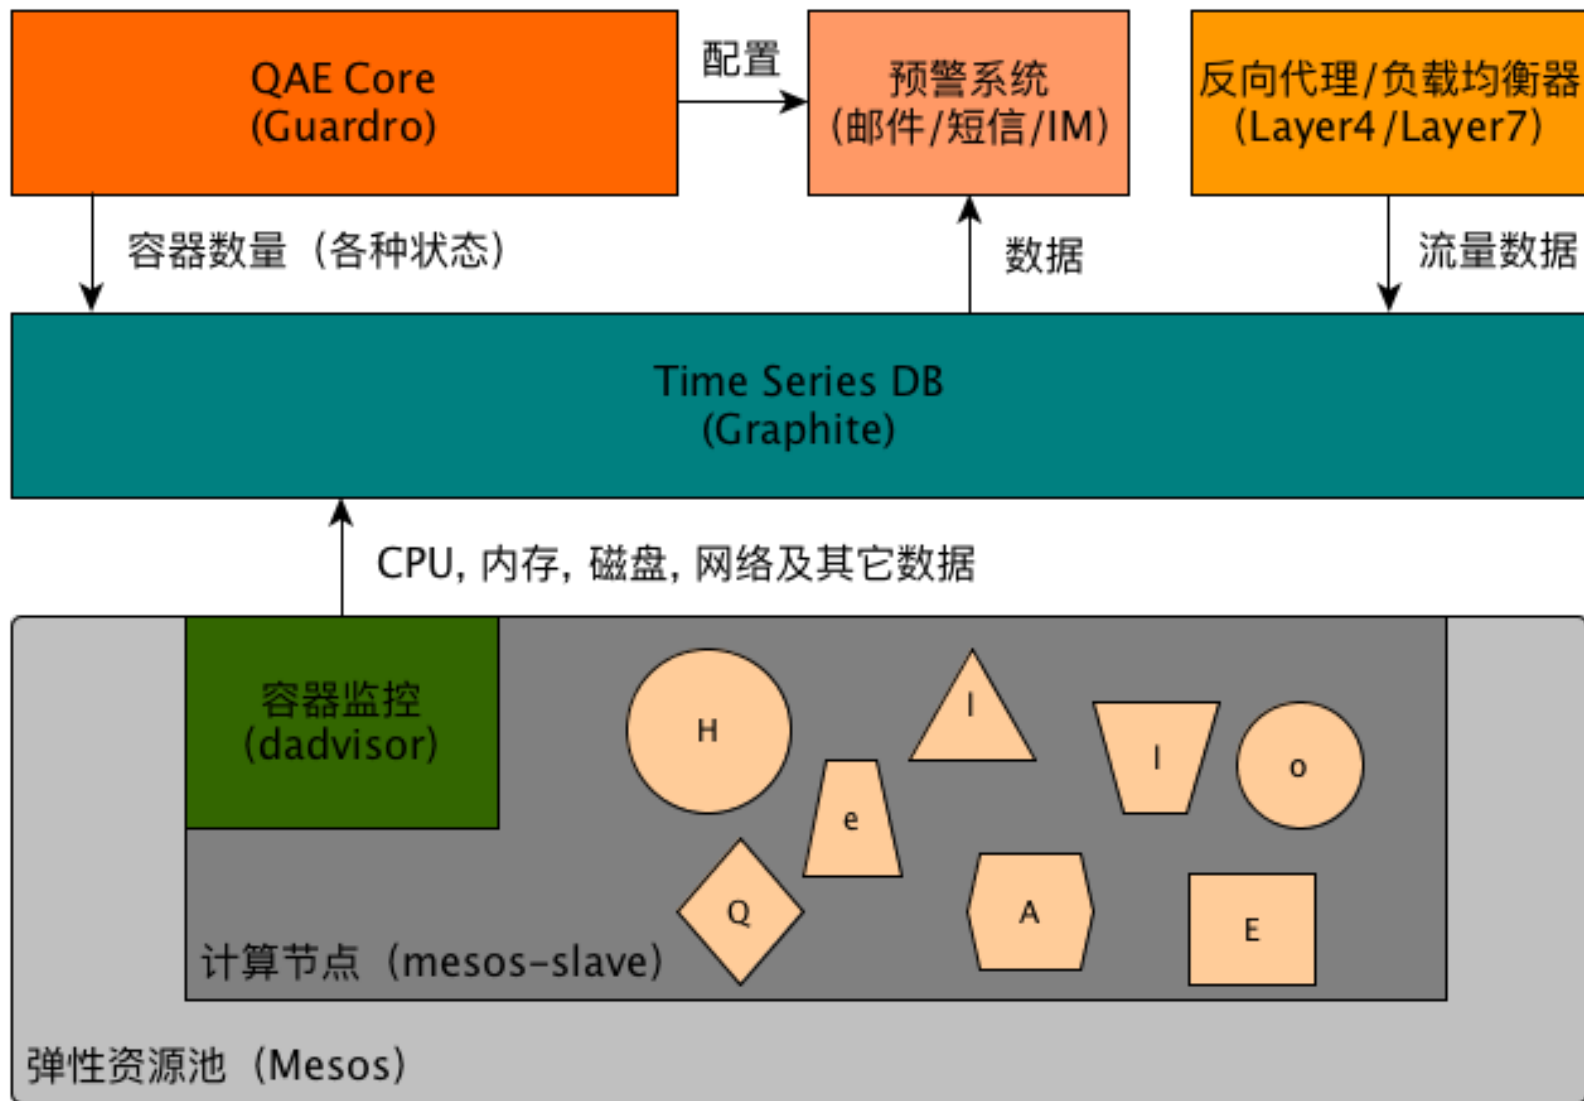 QAE Core
(Guardro)
配置
预警系统
(邮件/短信/IM)
反向代理/负载均衡器
(Layer4/Layer7)
容器数量（各种状态）
数据
流量数据
Time Series DB
(Graphite)
CPU, 内存, 磁盘, 网络及其它数据
容器监控
(dadvisor)
H
l
l
o
e
Q
A
E
计算节点（mesos-slave）
弹性资源池（Mesos）